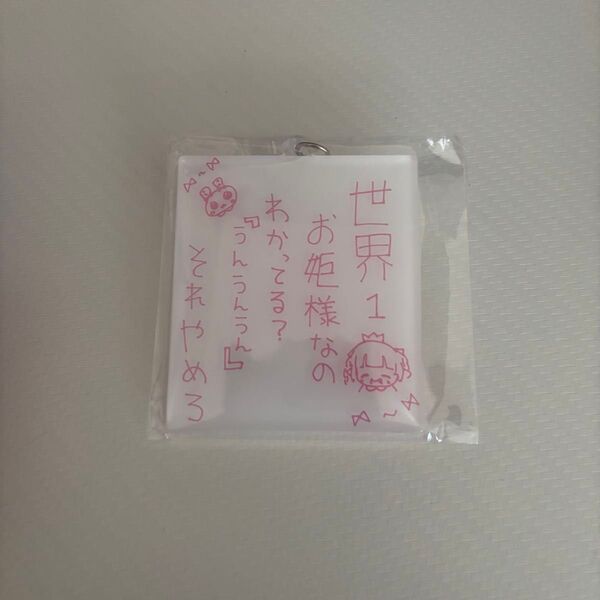 世界1
お姫様なの
わかってる?
『うんうんうん』
それやめろ